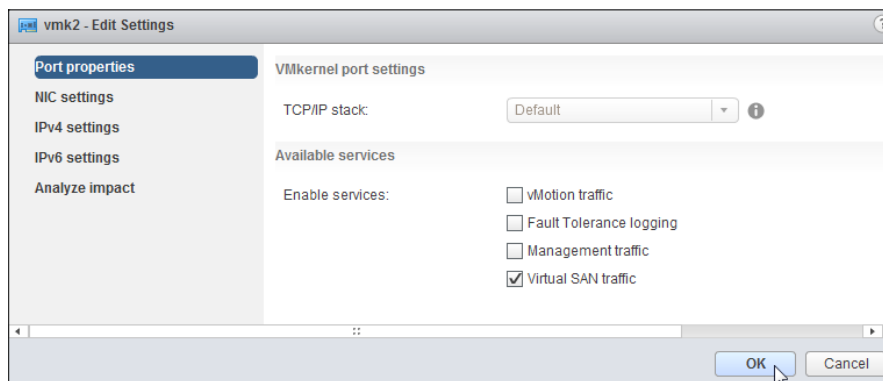 vmk2 - Edit Settings
?
Port properties
NIC settings
IPv4 settings
IPv6 settings
Analyze impact
VMkernel port settings
TCP/IP stack:
Default
Available services
Enable services:
vMotion traffic
Fault Tolerance logging
Management traffic
Virtual SAN traffic
OK
Cancel